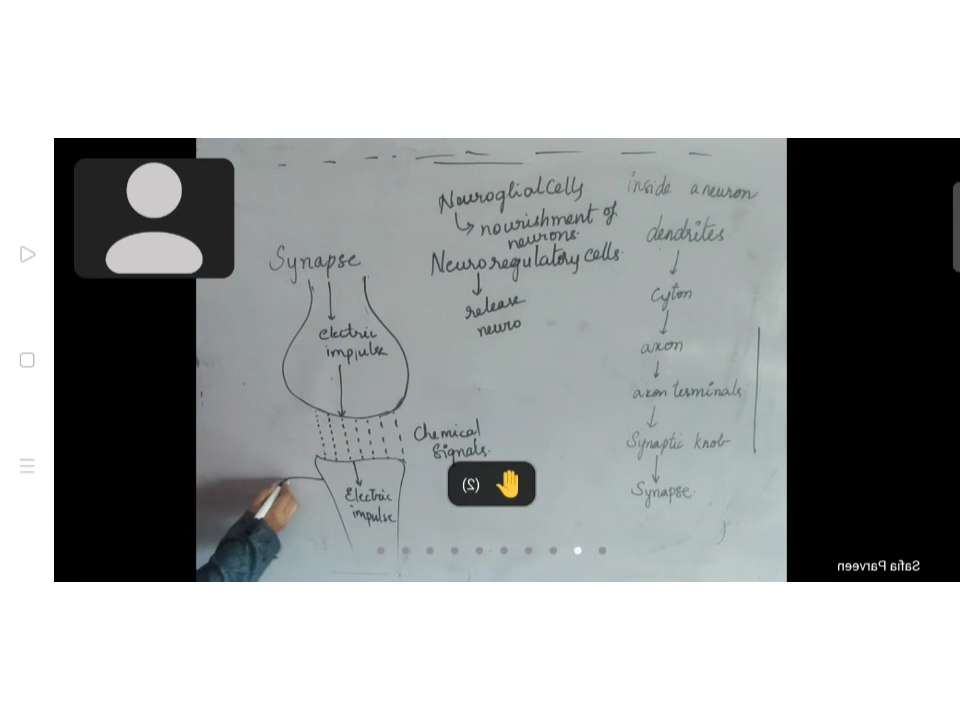 Neuroglial Cells
nourishment of
neurons.
Neuroregulatory cells.
release
neuro
inside a neuron
dendrites
Cyton
axon
axon terminals
Synaptic knob
Synapse.
Synapse
electric
impulse
Chemical
Signals.
Electric
impulse
(2)
Safia Parveen